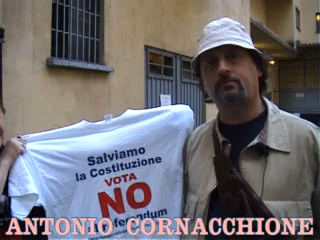 Salviamo
la Costituzione
VOTA
NO
referendum
ANTONIO CORNACCHIONE